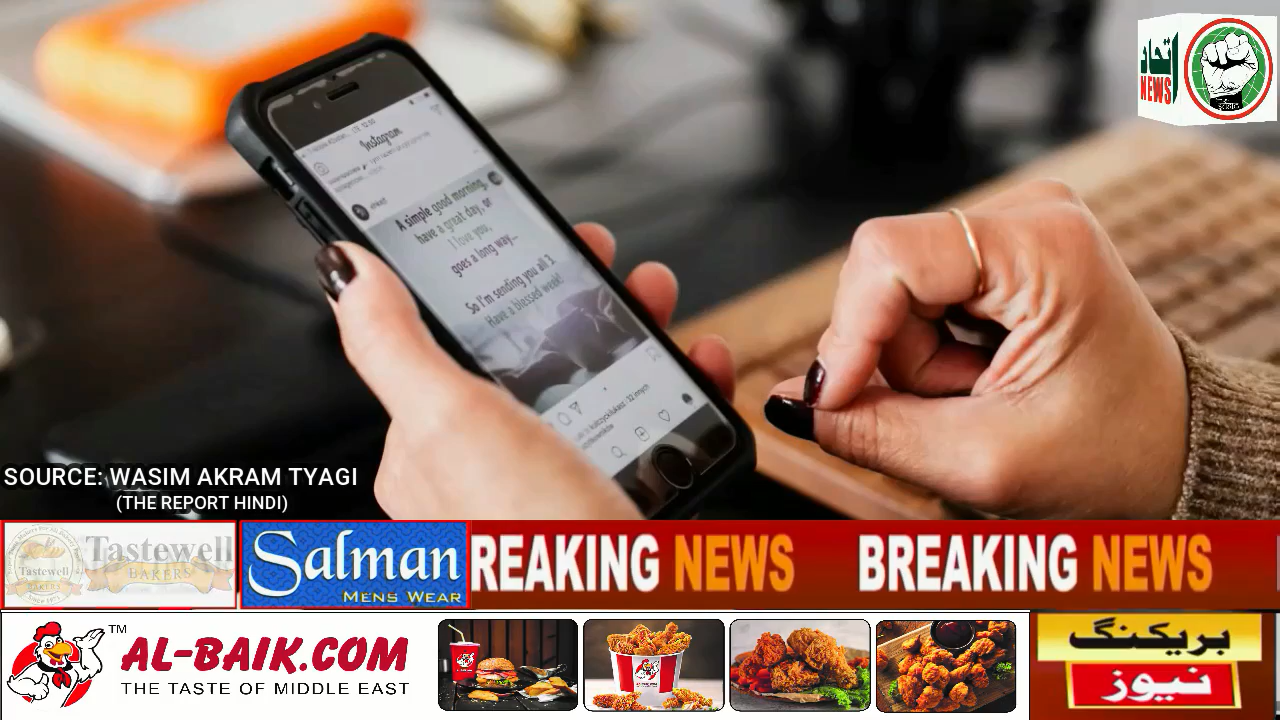 اتحاد
NEWS
Instagram
A simple good morning,
have a great day, or
I love you,
goes a long way...
So I'm sending you all 3
Have a blessed week!
SOURCE: WASIM AKRAM TYAGI
(THE REPORT HINDI)
Tastewell
BAKERS
Tastewell
Salman
MENS WEAR
REAKING NEWS
BREAKING NEWS
AL-BAIK.COM
TM
THE TASTE OF MIDDLE EAST
بریکنگ
نیوز